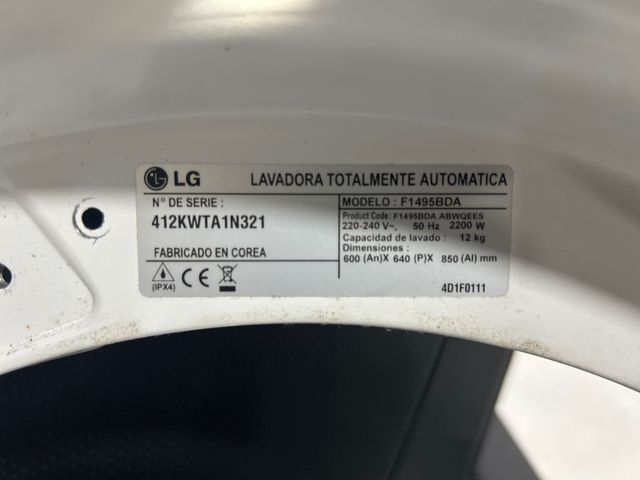 LG LAVADORA TOTALMENTE AUTOMATICA
Nº DE SERIE :
412KWTA1N321
FABRICADO EN COREA
(IPX4)
MODELO : F1495BDA
Product Code: F1495BDA.ABWQEES
220-240 V~, 50 Hz 2200 W
Capacidad de lavado : 12 kg
Dimensiones :
600 (An)X 640 (P)X 850 (Al) mm
4D1F0111